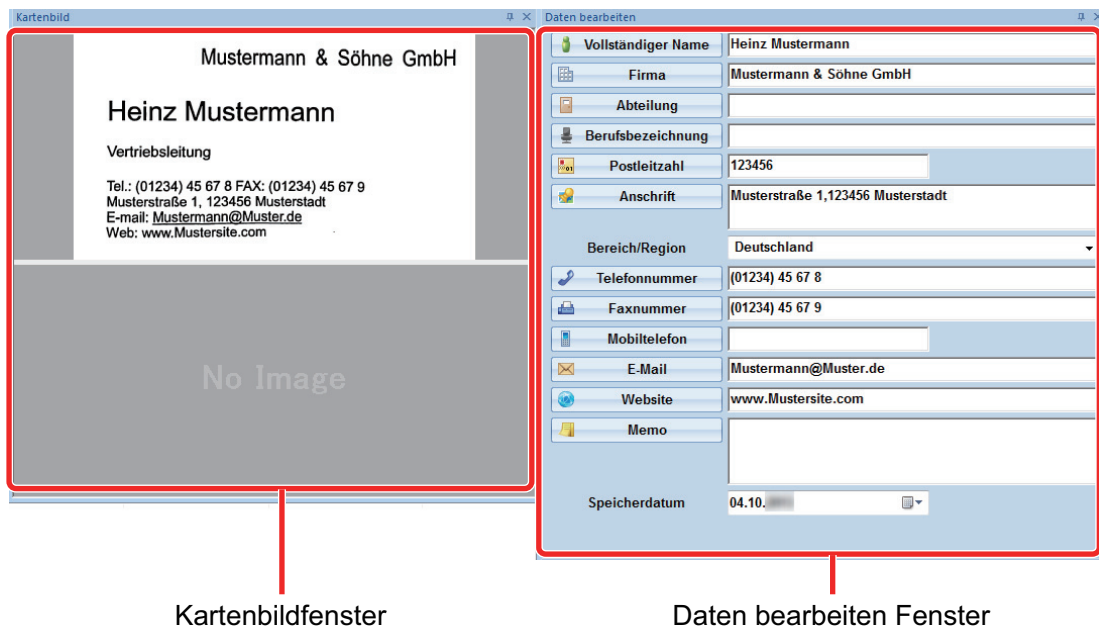 Kartenbild
Mustermann & Söhne GmbH
Heinz Mustermann
Vertriebsleitung
Tel.: (01234) 45 67 8 FAX: (01234) 45 67 9
Musterstraße 1, 123456 Musterstadt
E-mail: Mustermann@Muster.de
Web: www.Mustersite.com
No Image
Daten bearbeiten
Vollständiger Name Heinz Mustermann
Firma Mustermann & Söhne GmbH
Abteilung
Berufsbezeichnung
Postleitzahl 123456
Anschrift Musterstraße 1,123456 Musterstadt
Bereich/Region Deutschland
Telefonnummer (01234) 45 67 8
Faxnummer (01234) 45 67 9
Mobiltelefon
E-Mail Mustermann@Muster.de
Website www.Mustersite.com
Memo
Speicherdatum 04.10.
Kartenbildfenster
Daten bearbeiten Fenster